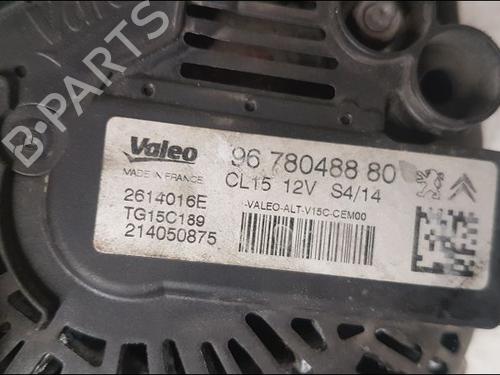 B-PARTS
Valeo
96 780488 80
MADE IN FRANCE
CL15 12V S4/14
2614016E
-VALEO-ALT-V15C-CEM00
TG15C189
214050875